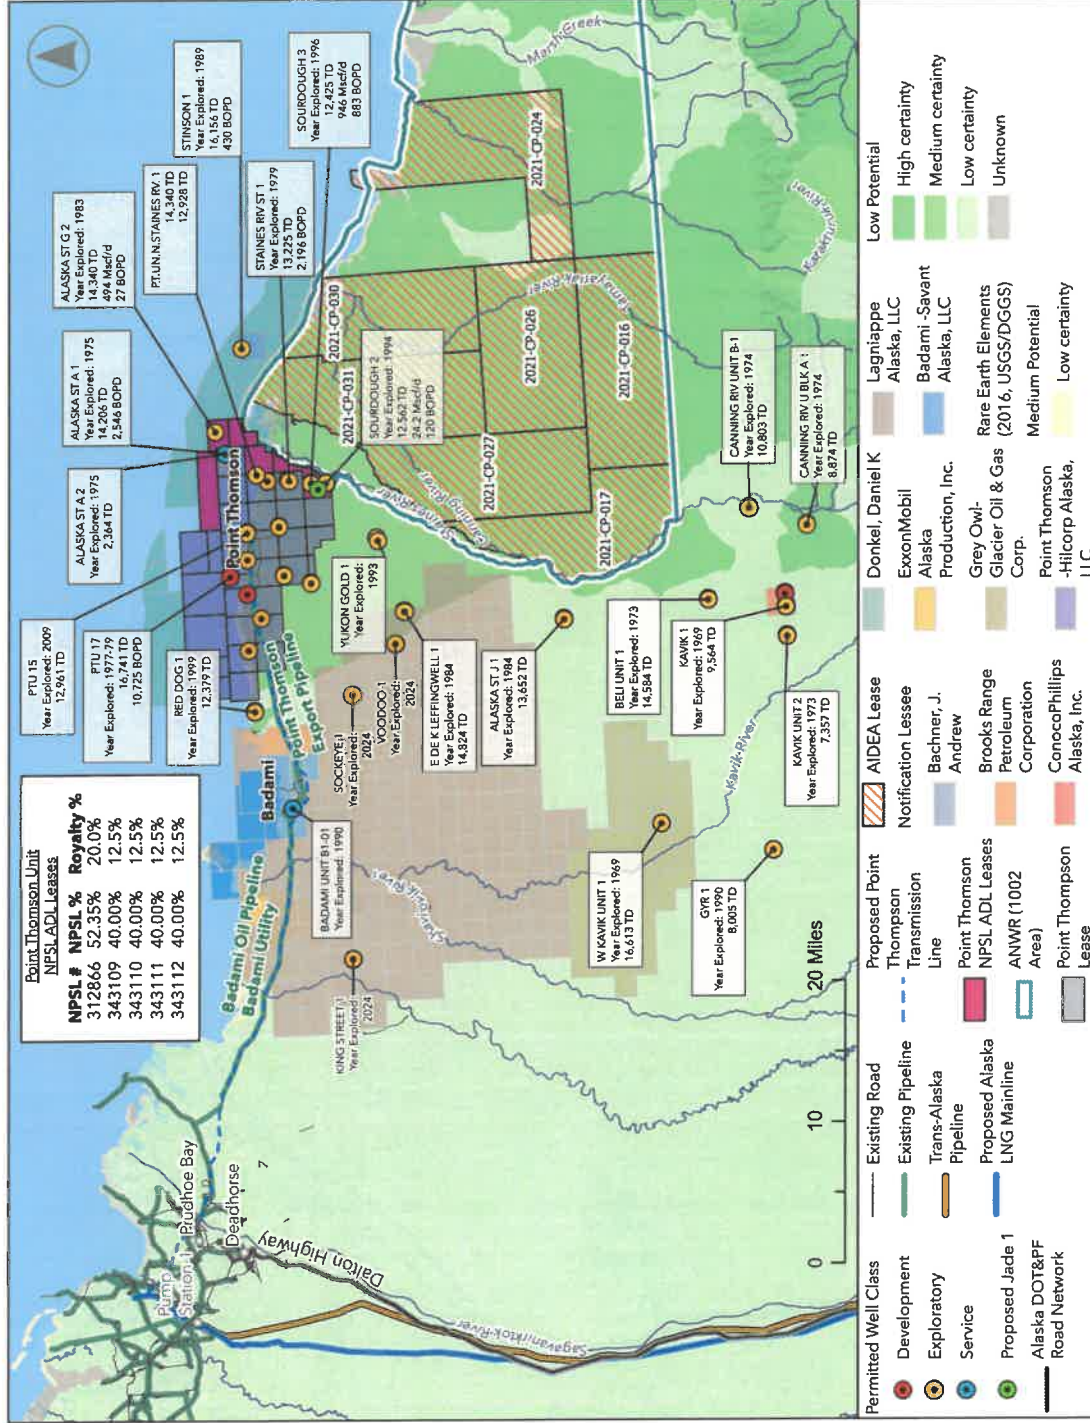 Point Thomson Unit
NPSL ADL Leases
NPSL # NPSL % Royalty %
312866 52.35% 20.0%
343109 40.00% 12.5%
343110 40.00% 12.5%
343111 40.00% 12.5%
343112 40.00% 12.5%
PTU 15
Year Explored: 2009
12,961 TD
PTU 17
Year Explored: 1977-79
16,741 TD
10,725 BOPD
RED DOG 1
Year Explored: 1999
12,379 TD
ALASKA ST A 2
Year Explored: 1975
2,364 TD
ALASKA ST A 1
Year Explored: 1975
14,206 TD
2,546 BOPD
ALASKA ST G 2
Year Explored: 1983
14,340 TD
494 Mscf/d
27 BOPD
P.T.UN.N.STAINES RV. 1
14,340 TD
12,928 TD
STINSON 1
Year Explored: 1989
16,156 TD
430 BOPD
STAINES RIV ST 1
Year Explored: 1979
13,225 TD
2,196 BOPD
SOURDOUGH 3
Year Explored: 1996
12,425 TD
946 Mscf/d
883 BOPD
SOURDOUGH 2
Year Explored: 1994
12,562 TD
24.2 Mscf/d
120 BOPD
YUKON GOLD 1
Year Explored:
1993
SOCKEYE 1
Year Explored:
2024
VOODOO-1
Year Explored:
2024
E DE K LEFFINGWELL 1
Year Explored: 1984
14,824 TD
ALASKA ST J 1
Year Explored: 1984
13,652 TD
BADAMI UNIT B1-01
Year Explored: 1990
KING STREET 1
Year Explored:
2024
W KAVIK UNIT 1
Year Explored: 1969
16,613 TD
GYR 1
Year Explored: 1990
8,005 TD
BELI UNIT 1
Year Explored: 1973
14,584 TD
KAVIK 1
Year Explored: 1969
9,564 TD
KAVIK UNIT 2
Year Explored: 1973
7,357 TD
CANNING RIV UNIT B-1
Year Explored: 1974
10,803 TD
CANNING RIV U BLK A 1
Year Explored: 1974
8,874 TD
2021-CP-030
2021-CP-031
2021-CP-024
2021-CP-026
2021-CP-027
2021-CP-016
2021-CP-017
Pump
Station 1
Prudhoe Bay
Deadhorse
Dalton Highway
Sagavanirktok River
Badami Oil Pipeline
Badami Utility
Badami
Point Thomson
Export Pipeline
Point Thomson
Kavik River
Staines River
Canning River
Tamayariak River
Marsh Creek
0 10 20 Miles
Permitted Well Class
Development
Exploratory
Service
Proposed Jade 1
Alaska DOT&PF
Road Network
Existing Road
Existing Pipeline
Trans-Alaska
Pipeline
Proposed Alaska
LNG Mainline
Proposed Point
Thompson
Transmission
Line
Point Thomson
NPSL ADL Leases
ANWR (1002
Area)
Point Thompson
Lease
AIDEA Lease
Notification Lessee
Bachner, J.
Andrew
Brooks Range
Petroleum
Corporation
ConocoPhillips
Alaska, Inc.
Donkel, Daniel K
ExxonMobil
Alaska
Production, Inc.
Grey Owl-
Glacier Oil & Gas
Corp.
Point Thomson
-Hilcorp Alaska,
LLC
Lagniappe
Alaska, LLC
Badami -Savant
Alaska, LLC
Rare Earth Elements
(2016, USGS/DGGS)
Medium Potential
Low certainty
Low Potential
High certainty
Medium certainty
Low certainty
Unknown